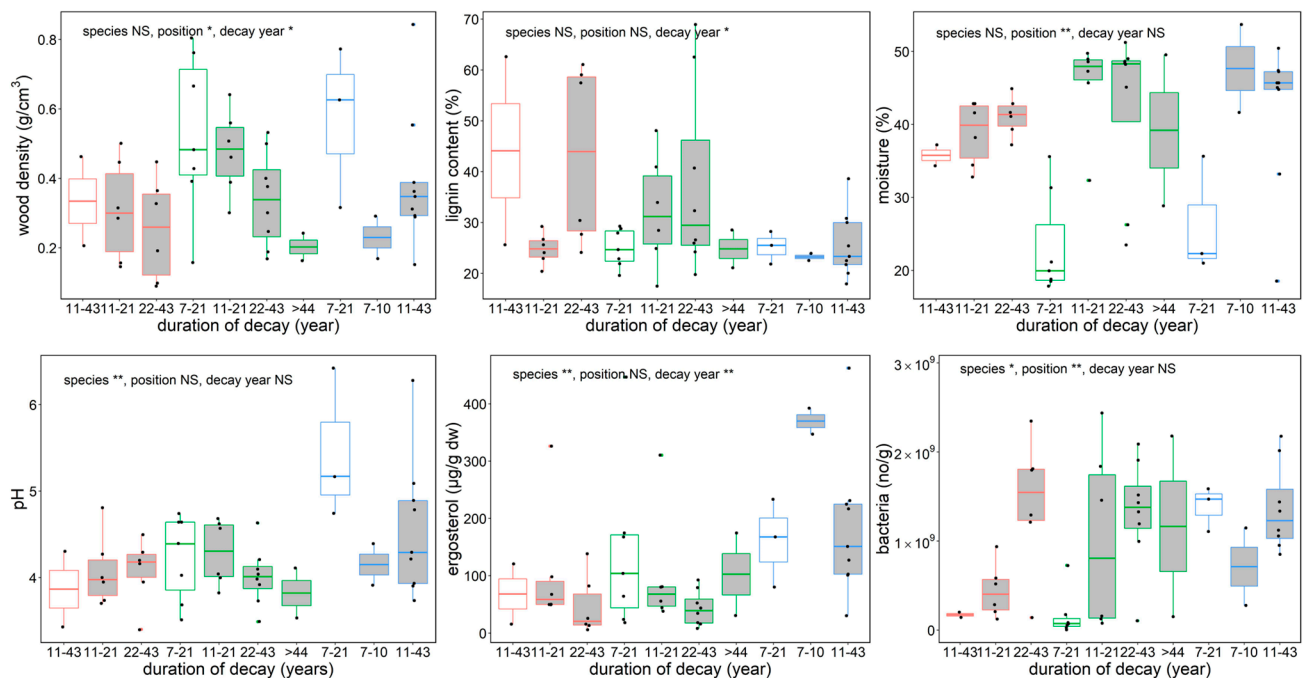 species NS, position *, decay year *
wood density (g/cm³)
0.8
0.6
0.4
0.2
11-43 11-21 22-43 7-21 11-21 22-43 >44 7-21 7-10 11-43
duration of decay (year)
species NS, position NS, decay year *
lignin content (%)
70
60
50
40
30
20
11-43 11-21 22-43 7-21 11-21 22-43 >44 7-21 7-10 11-43
duration of decay (year)
species NS, position **, decay year NS
moisture (%)
50
40
30
20
11-43 11-21 22-43 7-21 11-21 22-43 >44 7-21 7-10 11-43
duration of decay (year)
species **, position NS, decay year NS
pH
6
5
4
11-43 11-21 22-43 7-21 11-21 22-43 >44 7-21 7-10 11-43
duration of decay (years)
species **, position NS, decay year **
ergosterol (µg/g dw)
400
300
200
100
0
11-43 11-21 22-43 7-21 11-21 22-43 >44 7-21 7-10 11-43
duration of decay (year)
species *, position **, decay year NS
bacteria (no/g)
3 × 10⁹
2 × 10⁹
1 × 10⁹
0
11-43 11-21 22-43 7-21 11-21 22-43 >44 7-21 7-10 11-43
duration of decay (year)